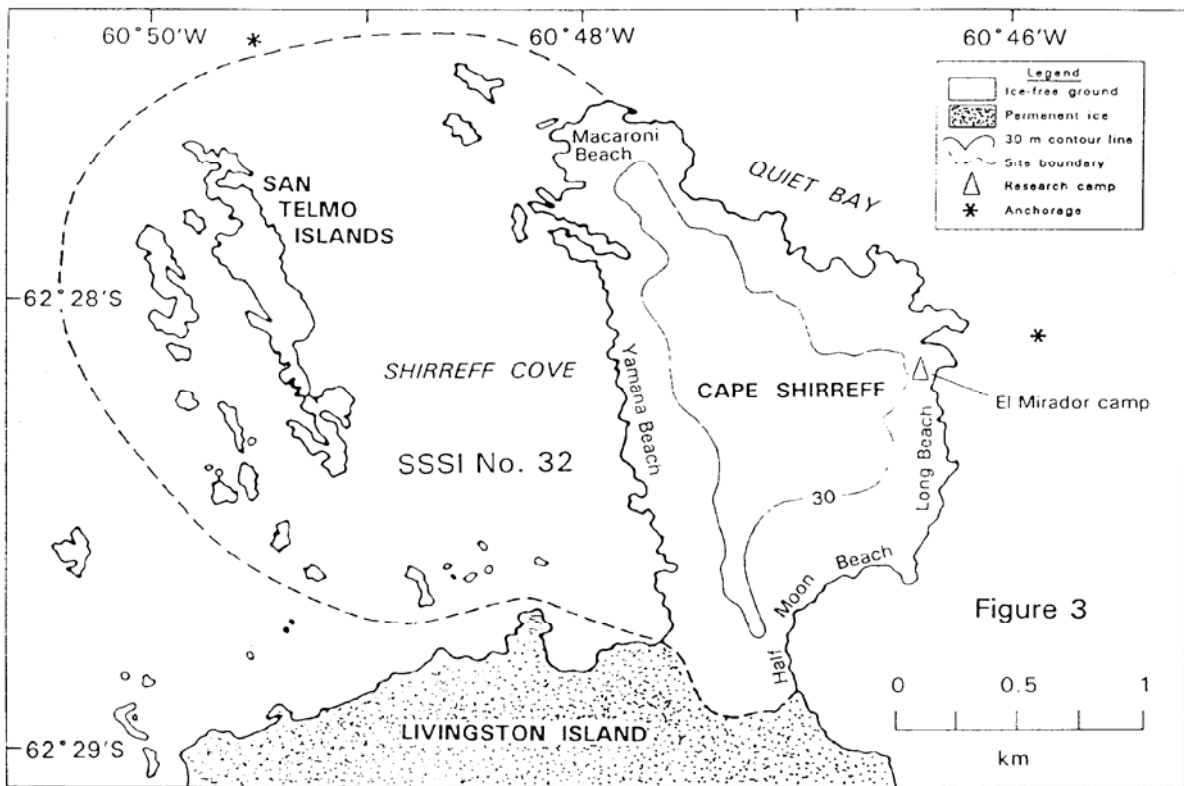 60°50'W
60°48'W
60°46'W
Legend
Ice-free ground
Permanent ice
30 m contour line
Site boundary
Research camp
Anchorage
Macaroni
Beach
QUIET BAY
SAN
TELMO
ISLANDS
62°28'S
SHIRREFF COVE
Yamana Beach
CAPE SHIRREFF
El Mirador camp
Long Beach
SSSI No. 32
30
Half Moon Beach
Figure 3
0 0.5 1
km
LIVINGSTON ISLAND
62°29'S